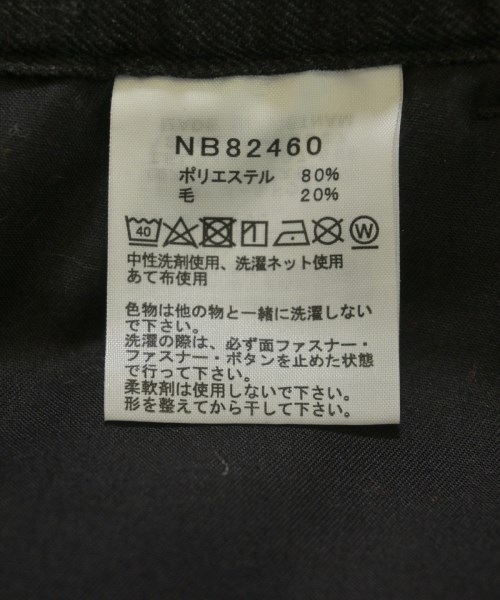 NB82460
ポリエステル 80%
毛 20%
40 W
中性洗剤使用、洗濯ネット使用
あて布使用
色物は他の物と一緒に洗濯しない
で下さい。
洗濯の際は、必ず面ファスナー・
ファスナー・ボタンを止めた状態
で行って下さい。
柔軟剤は使用しないで下さい。
形を整えてから干して下さい。